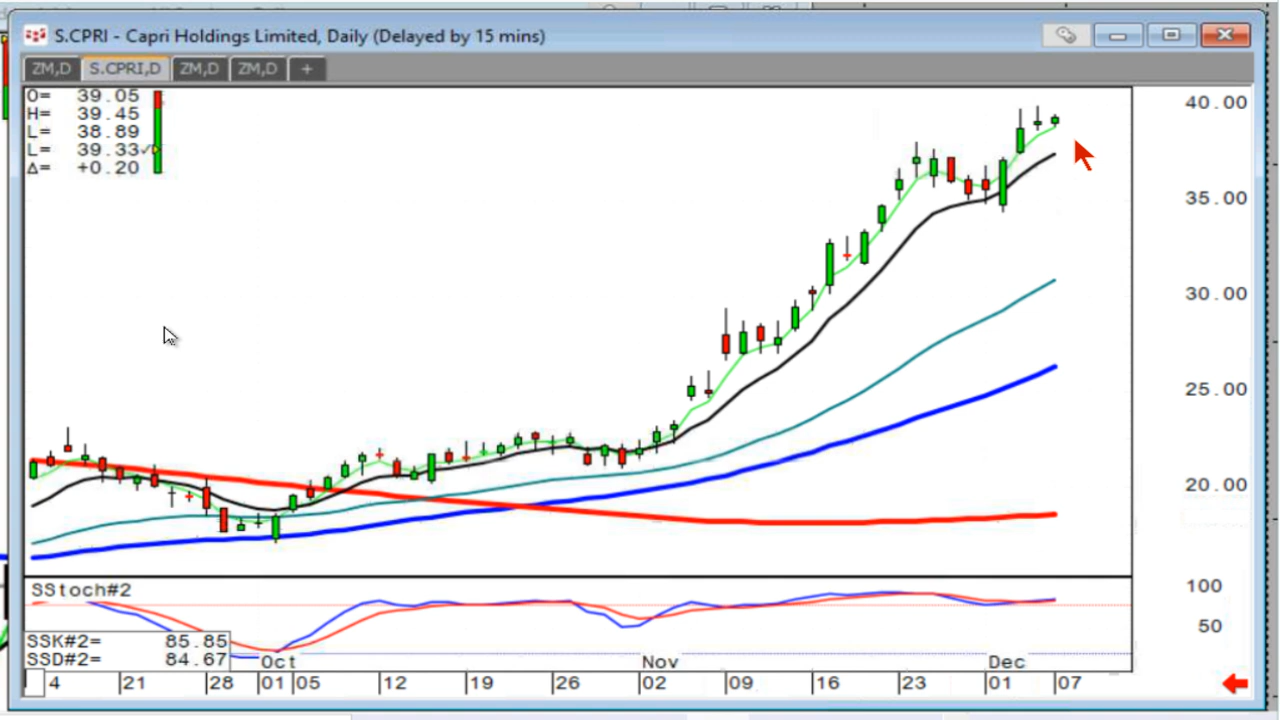 S.CPRI - Capri Holdings Limited, Daily (Delayed by 15 mins)
ZM,D S.CPRI,D ZM,D ZM,D +
O= 39.05
H= 39.45
L= 38.89
L= 39.33✓
Δ= +0.20
40.00
35.00
30.00
25.00
20.00
SStoch#2
100
50
SSK#2= 85.85
SSD#2= 84.67
Oct Nov Dec
4 21 28 01 05 12 19 26 02 09 16 23 01 07